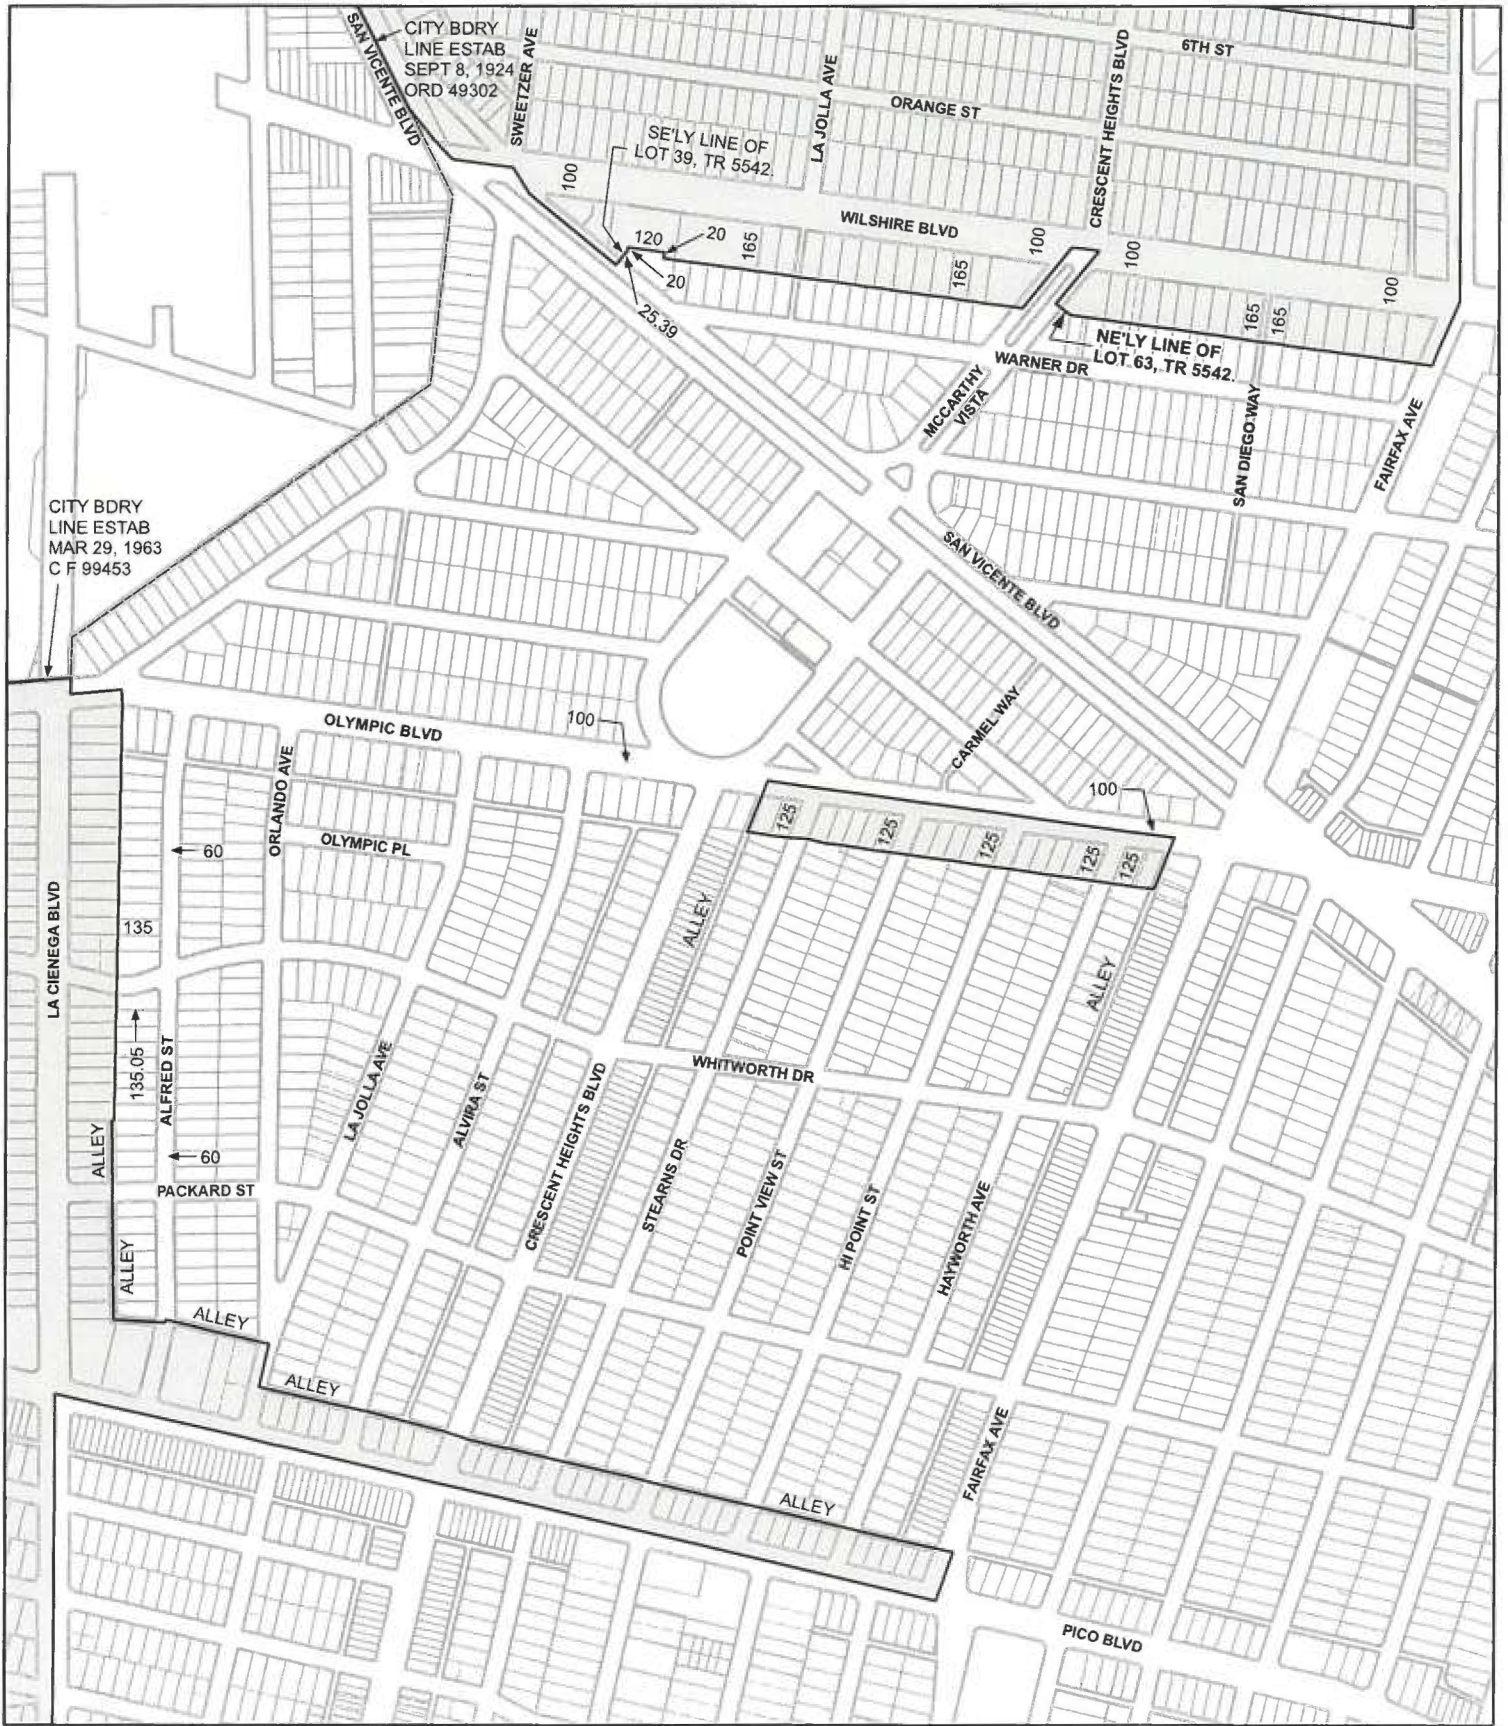 CITY BDRY
LINE ESTAB
SEPT 8, 1924
ORD 49302
SAN VICENTE BLVD
SWEETZER AVE
6TH ST
LA JOLLA AVE
ORANGE ST
CRESCENT HEIGHTS BLVD
SE'LY LINE OF
LOT 39, TR 5542.
100
WILSHIRE BLVD
120
20
165
20
25.39
165
100
100
165
165
100
NE'LY LINE OF
LOT 63, TR 5542.
WARNER DR
MCCARTHY
VISTA
SAN DIEGO WAY
FAIRFAX AVE
CITY BDRY
LINE ESTAB
MAR 29, 1963
C F 99453
SAN VICENTE BLVD
CARMEL WAY
OLYMPIC BLVD
100
100
ORLANDO AVE
125
125
125
125
125
60
OLYMPIC PL
LA CIENEGA BLVD
135
ALLEY
ALLEY
135.05
ALFRED ST
LA JOLLA AVE
ALVIRA ST
WHITWORTH DR
CRESCENT HEIGHTS BLVD
ALLEY
60
PACKARD ST
STEARNS DR
POINT VIEW ST
HI POINT ST
HAYWORTH AVE
ALLEY
ALLEY
ALLEY
FAIRFAX AVE
ALLEY
PICO BLVD